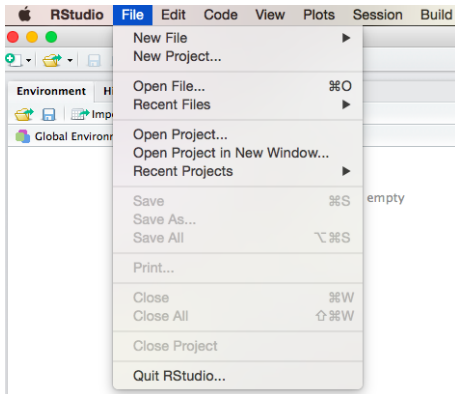 RStudio File Edit Code View Plots Session Build
New File
New Project...
Open File... ⌘O
Recent Files
Open Project...
Open Project in New Window...
Recent Projects
Save ⌘S
Save As...
Save All ⌥⌘S
Print...
Close ⌘W
Close All ⇧⌘W
Close Project
Quit RStudio...
Environment Hi
Imp
Global Environ
empty